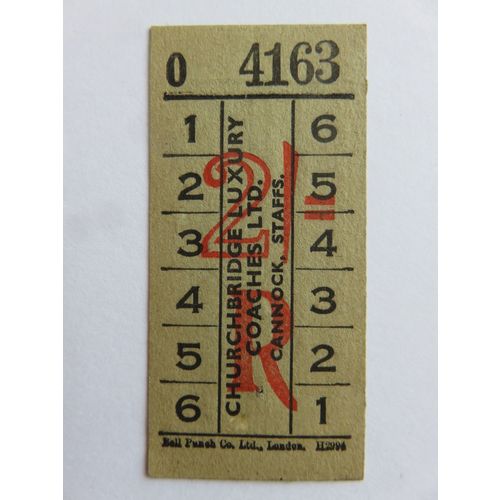 0 4163
1 6
2 5
3 4
4 3
5 2
6 1
CHURCHBRIDGE LUXURY
COACHES LTD.
CANNOCK, STAFFS.
2/-
R
Bell Punch Co. Ltd., London. H2994